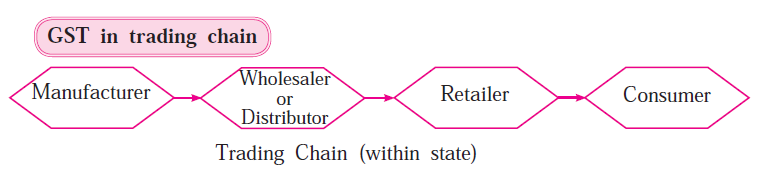 GST in trading chain
Manufacturer
Wholesaler
or
Distributor
Retailer
Consumer
Trading Chain (within state)